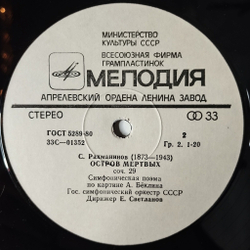 МИНИСТЕРСТВО
КУЛЬТУРЫ СССР
ВСЕСОЮЗНАЯ ФИРМА
ГРАМПЛАСТИНОК
МЕЛОДИЯ
АПРЕЛЕВСКИЙ ОРДЕНА ЛЕНИНА ЗАВОД
СТЕРЕО 33
ГОСТ 5289-80 2
33С—01352 Гр. 2. 1-20
С. Рахманинов (1873—1943)
ОСТРОВ МЕРТВЫХ
соч. 29
Симфоническая поэма
по картине А. Бёклина
Гос. симфонический оркестр СССР
Дирижер Е. Светланов